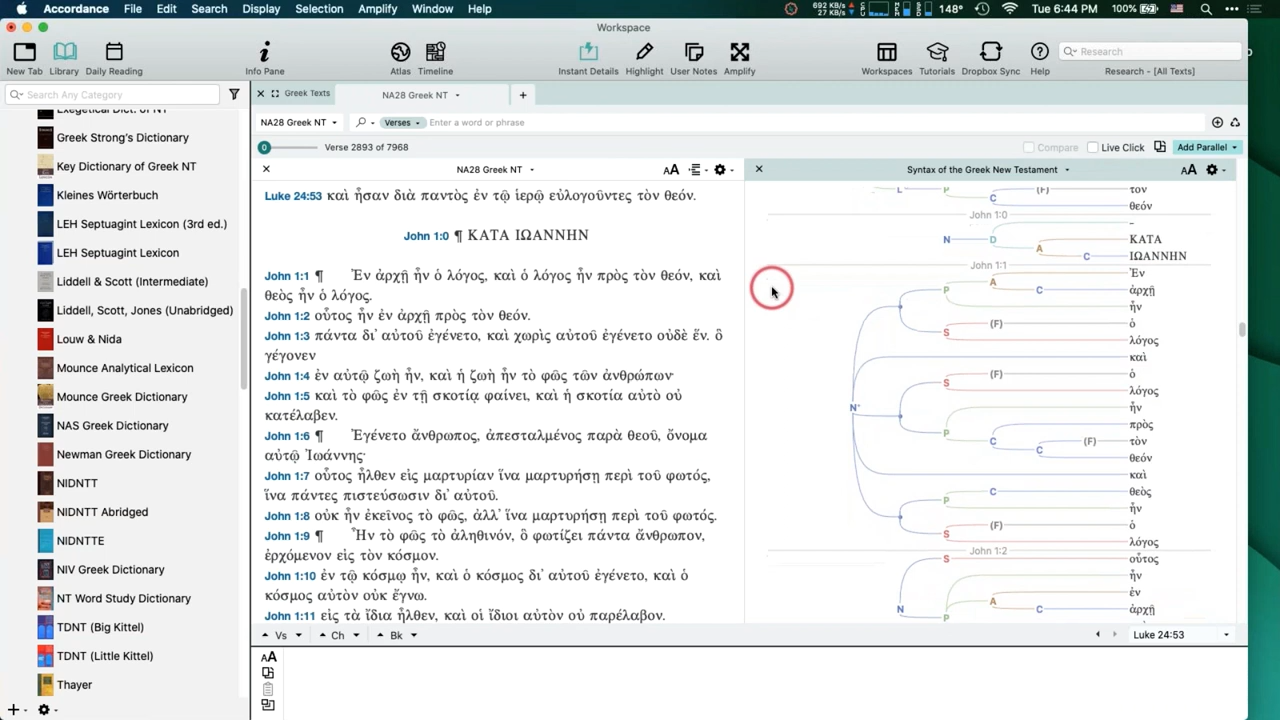 Accordance File Edit Search Display Selection Amplify Window Help 692 KB 27 KB 148° Tue 6:44 PM 100%
Workspace
New Tab Library Daily Reading Info Pane Atlas Timeline Instant Details Highlight User Notes Amplify Workspaces Tutorials Dropbox Sync Help Research - [All Texts]
Research
Search Any Category
Greek Texts NA28 Greek NT +
NA28 Greek NT Verses Enter a word or phrase
0 Verse 2893 of 7968 Compare Live Click Add Parallel
Exegetical Dict. of NT
Greek Strong's Dictionary
Key Dictionary of Greek NT
Kleines Wörterbuch
LEH Septuagint Lexicon (3rd ed.)
LEH Septuagint Lexicon
Liddell & Scott (Intermediate)
Liddell, Scott, Jones (Unabridged)
Louw & Nida
Mounce Analytical Lexicon
Mounce Greek Dictionary
NAS Greek Dictionary
Newman Greek Dictionary
NIDNTT
NIDNTT Abridged
NIDNTTE
NIV Greek Dictionary
NT Word Study Dictionary
TDNT (Big Kittel)
TDNT (Little Kittel)
Thayer
NA28 Greek NT
Luke 24:53 καὶ ἦσαν διὰ παντὸς ἐν τῷ ἱερῷ εὐλογοῦντες τὸν θεόν.
John 1:0 ¶ ΚΑΤΑ ΙΩΑΝΝΗΝ
John 1:1 ¶ Ἐν ἀρχῇ ἦν ὁ λόγος, καὶ ὁ λόγος ἦν πρὸς τὸν θεόν, καὶ
θεὸς ἦν ὁ λόγος.
John 1:2 οὗτος ἦν ἐν ἀρχῇ πρὸς τὸν θεόν.
John 1:3 πάντα δι' αὐτοῦ ἐγένετο, καὶ χωρὶς αὐτοῦ ἐγένετο οὐδὲ ἕν. ὃ
γέγονεν
John 1:4 ἐν αὐτῷ ζωὴ ἦν, καὶ ἡ ζωὴ ἦν τὸ φῶς τῶν ἀνθρώπων·
John 1:5 καὶ τὸ φῶς ἐν τῇ σκοτίᾳ φαίνει, καὶ ἡ σκοτία αὐτὸ οὐ
κατέλαβεν.
John 1:6 ¶ Ἐγένετο ἄνθρωπος, ἀπεσταλμένος παρὰ θεοῦ, ὄνομα
αὐτῷ Ἰωάννης·
John 1:7 οὗτος ἦλθεν εἰς μαρτυρίαν ἵνα μαρτυρήσῃ περὶ τοῦ φωτός,
ἵνα πάντες πιστεύσωσιν δι' αὐτοῦ.
John 1:8 οὐκ ἦν ἐκεῖνος τὸ φῶς, ἀλλ' ἵνα μαρτυρήσῃ περὶ τοῦ φωτός.
John 1:9 ¶ Ἦν τὸ φῶς τὸ ἀληθινόν, ὃ φωτίζει πάντα ἄνθρωπον,
ἐρχόμενον εἰς τὸν κόσμον.
John 1:10 ἐν τῷ κόσμῳ ἦν, καὶ ὁ κόσμος δι' αὐτοῦ ἐγένετο, καὶ ὁ
κόσμος αὐτὸν οὐκ ἔγνω.
John 1:11 εἰς τὰ ἴδια ἦλθεν, καὶ οἱ ἴδιοι αὐτὸν οὐ παρέλαβον.
Vs Ch Bk
Syntax of the Greek New Testament
L P (F) τὸν
C θεόν
John 1:0
-
N D ΚΑΤΑ
A C ΙΩΑΝΝΗΝ
John 1:1
Ἐν
P A C ἀρχῇ
ἦν
(F) ὁ
S λόγος
καὶ
S (F) ὁ
λόγος
N' ἦν
πρὸς
P C (F) τὸν
C θεόν
καὶ
P C θεὸς
ἦν
(F) ὁ
S λόγος
John 1:2
S οὗτος
ἦν
A ἐν
N P C ἀρχῇ
Luke 24:53